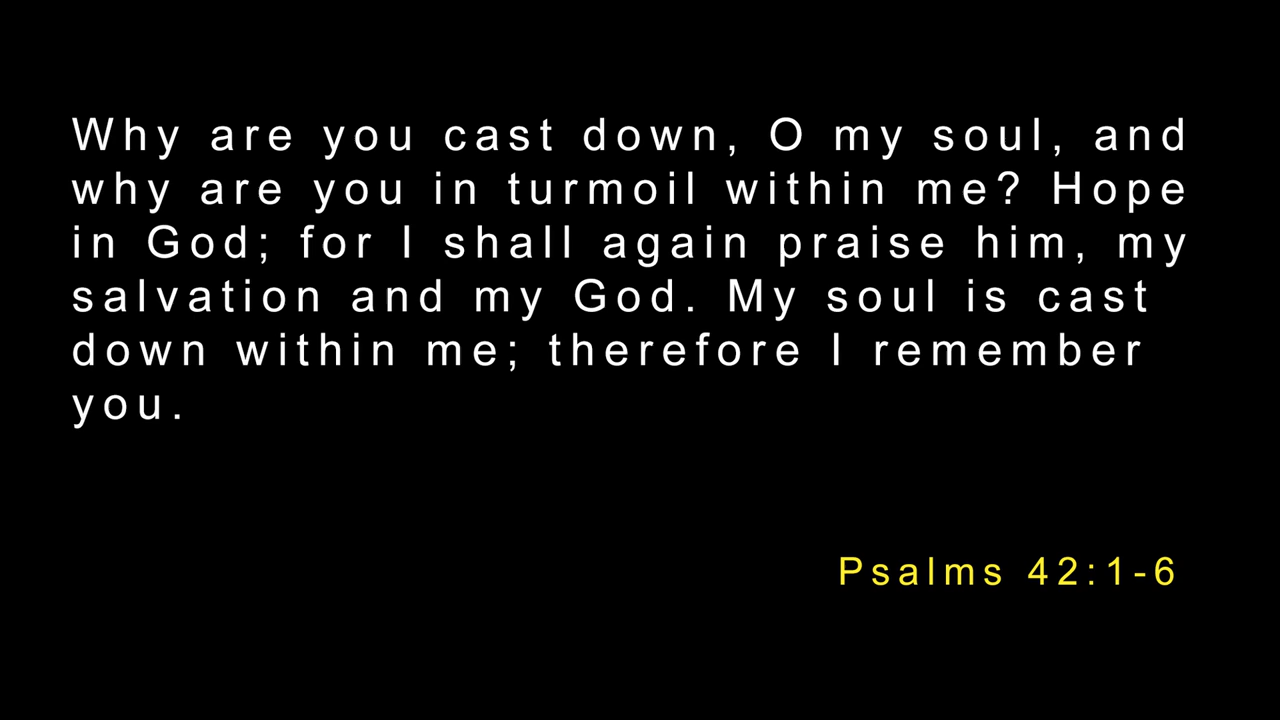 Why are you cast down, O my soul, and
why are you in turmoil within me? Hope
in God; for I shall again praise him, my
salvation and my God. My soul is cast
down within me; therefore I remember
you.
Psalms 42:1-6